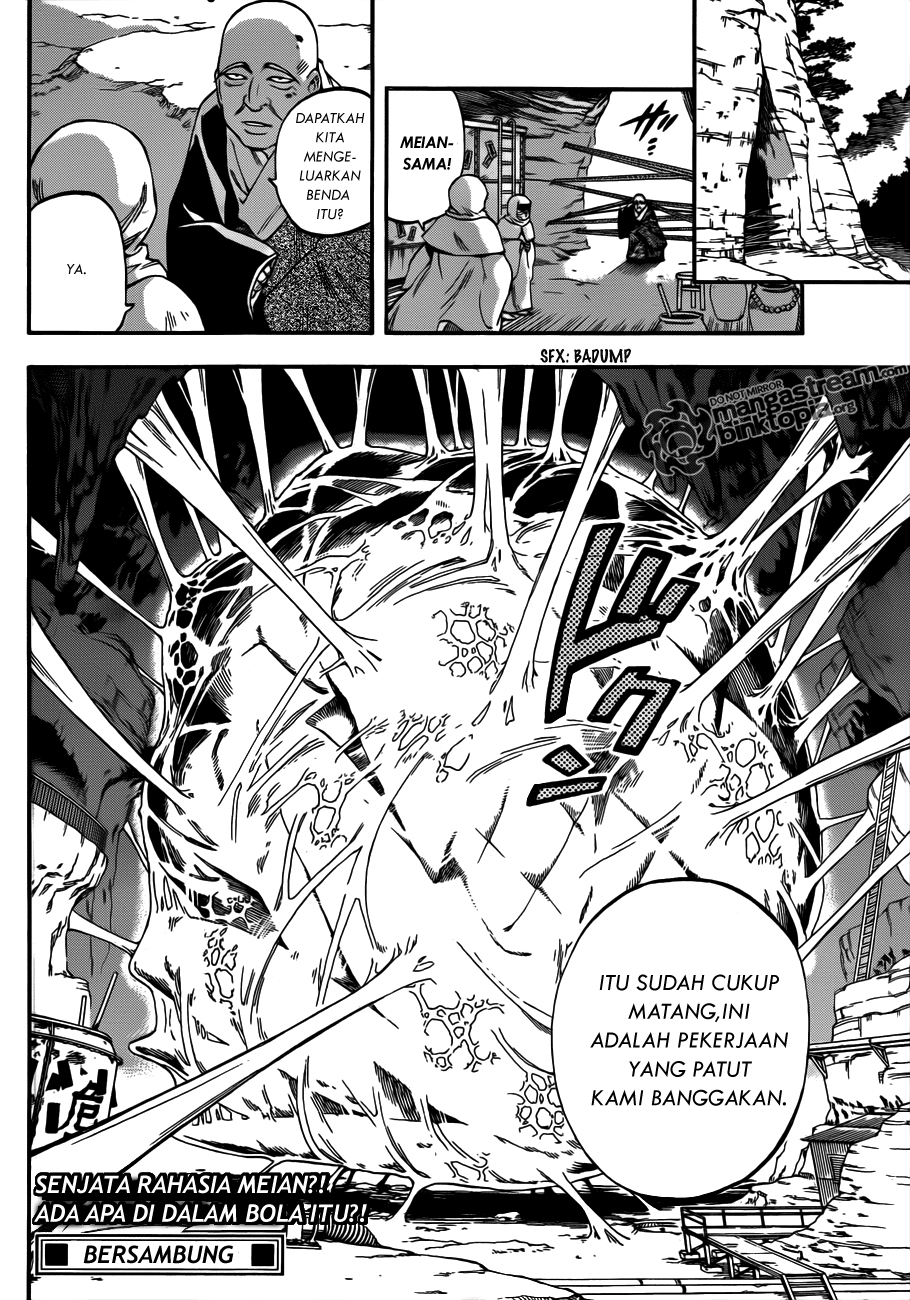 MEIAN-
SAMA!
DAPATKAH
KITA
MENGE-
LUARKAN
BENDA
ITU?
YA.
SFX: BADUMP
DO NOT MIRROR
mangastream.com
binktopia.org
ドクン
ITU SUDAH CUKUP
MATANG,INI
ADALAH PEKERJAAN
YANG PATUT
KAMI BANGGAKAN.
SENJATA RAHASIA MEIAN?!
ADA APA DI DALAM BOLA ITU?!
BERSAMBUNG